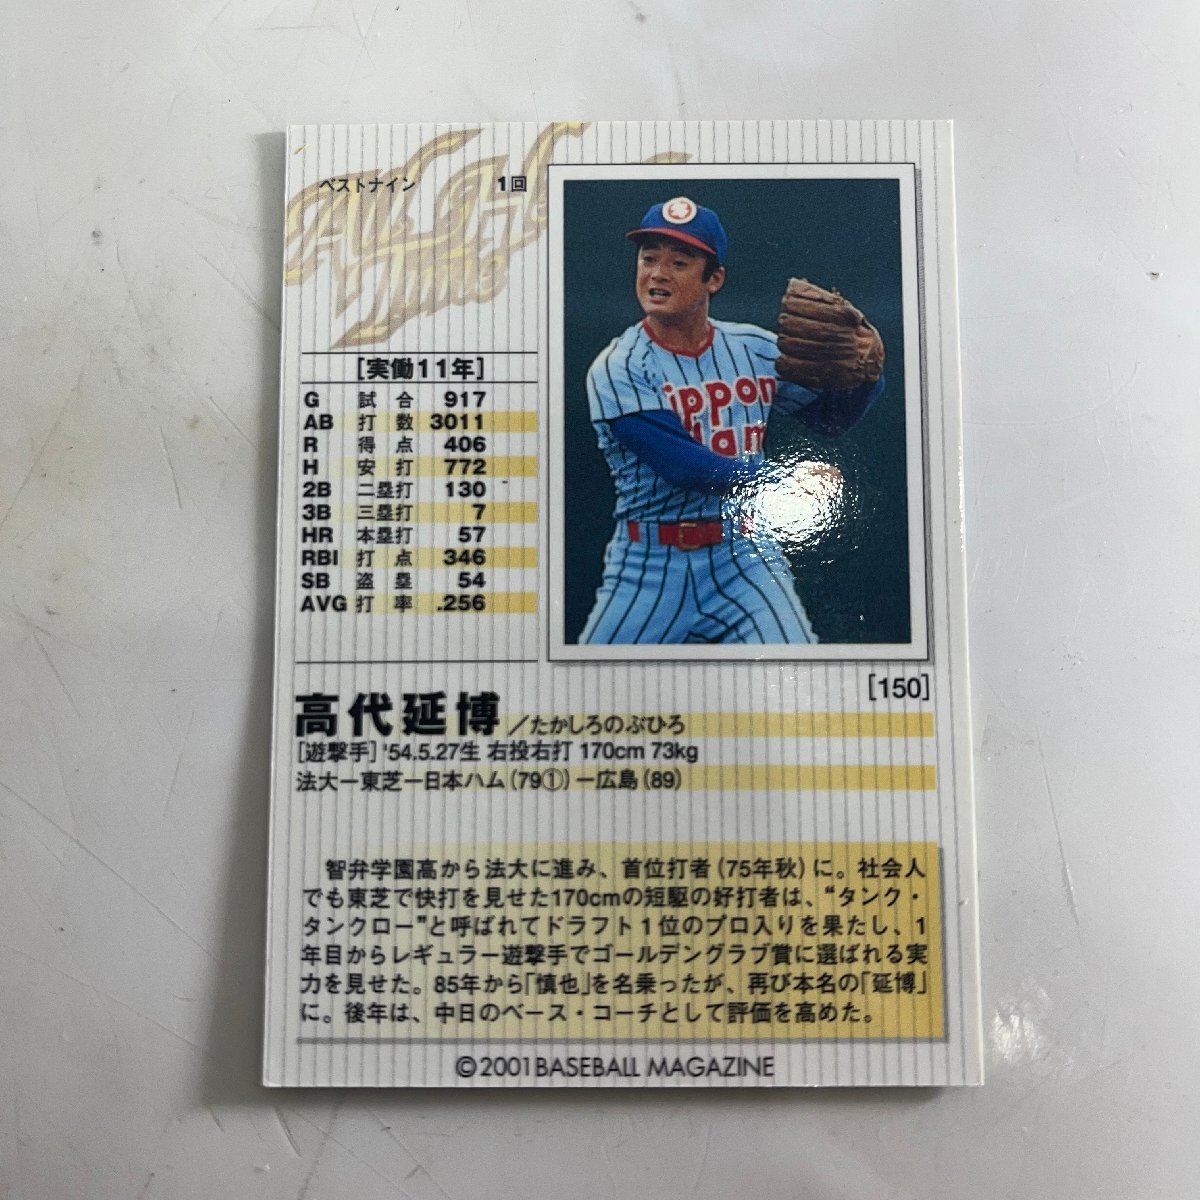 All of
Time
ベストナイン 1回
[実働11年]
G 試合 917
AB 打数 3011
R 得点 406
H 安打 772
2B 二塁打 130
3B 三塁打 7
HR 本塁打 57
RBI 打点 346
SB 盗塁 54
AVG 打率 .256
ippon
am
[150]
高代延博/たかしろのぶひろ
[遊撃手] '54.5.27生 右投右打 170cm 73kg
法大ー東芝ー日本ハム(79①)ー広島(89)
智弁学園高から法大に進み、首位打者(75年秋)に。社会人
でも東芝で快打を見せた170cmの短駆の好打者は、“タンク・
タンクロー”と呼ばれてドラフト1位のプロ入りを果たし、1
年目からレギュラー遊撃手でゴールデングラブ賞に選ばれる実
力を見せた。85年から「慎也」を名乗ったが、再び本名の「延博」
に。後年は、中日のベース・コーチとして評価を高めた。
©2001 BASEBALL MAGAZINE